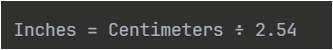 Inches = Centimeters ÷ 2.54